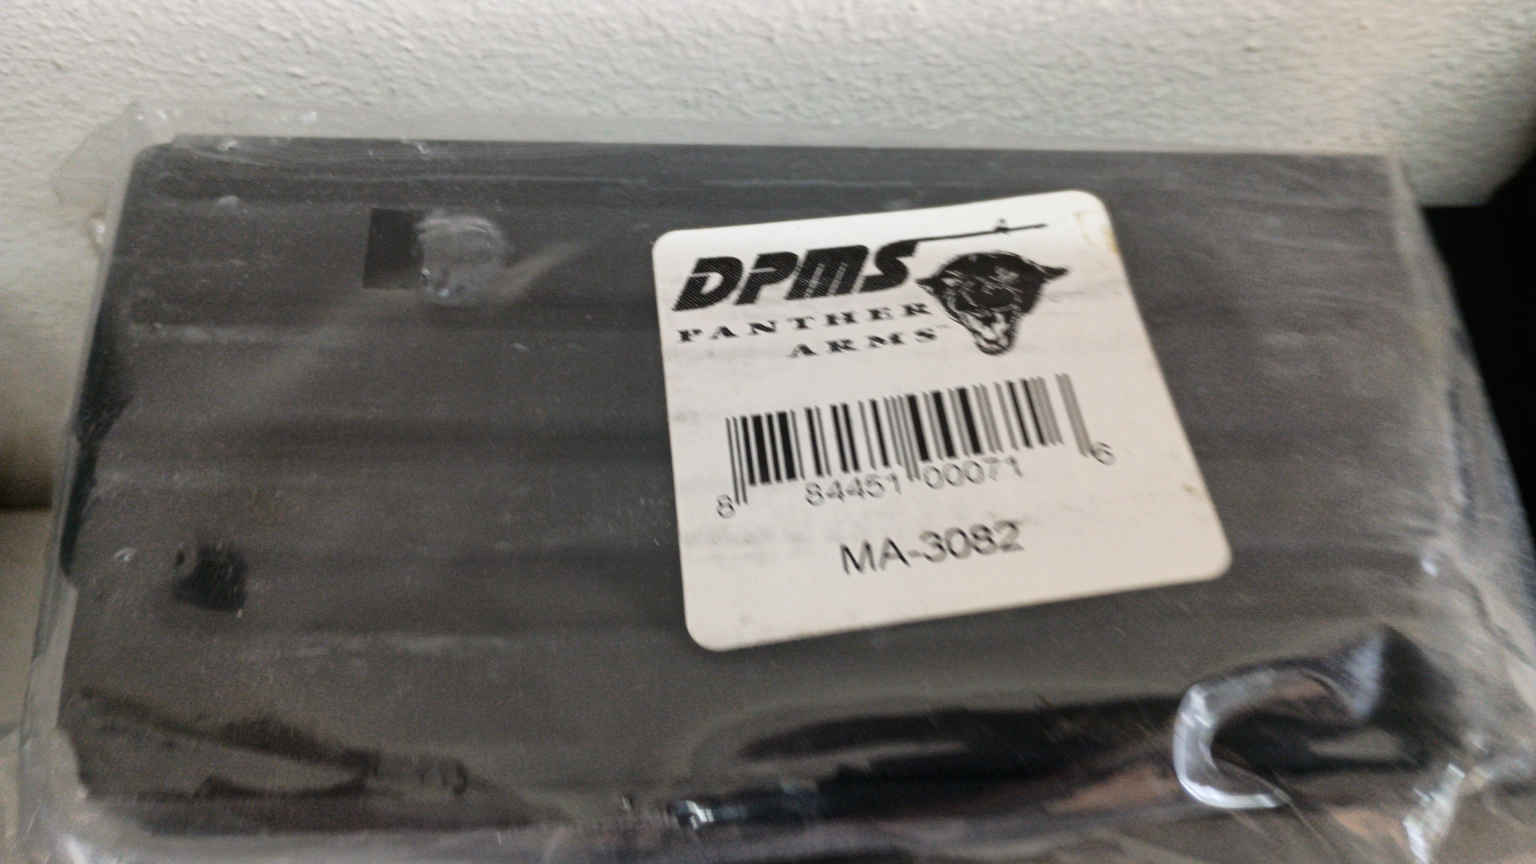 DPMS
PANTHER
ARMS
8 84451 00071 6
MA-3082